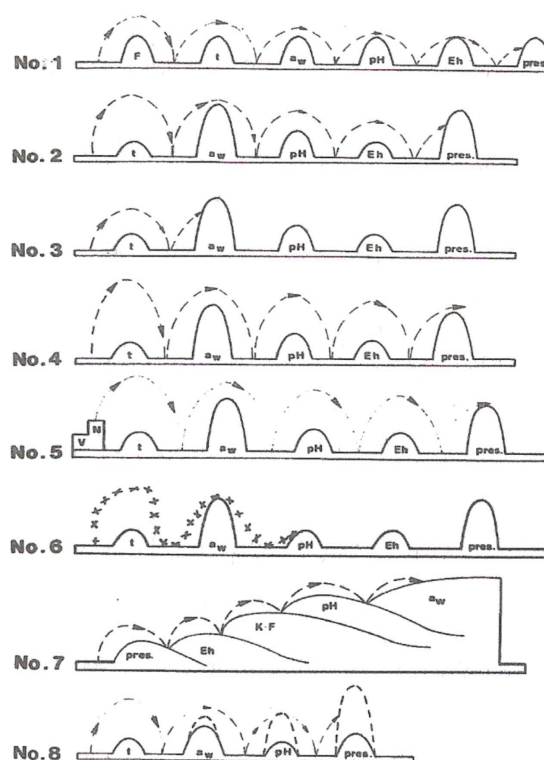 No. 1 F t aw pH Eh pres.
No. 2 t aw pH Eh pres.
No. 3 t aw pH Eh pres.
No. 4 t aw pH Eh pres.
V N
No. 5 t aw pH Eh pres.
No. 6 t aw pH Eh pres.
No. 7 pres. Eh K-F pH aw
No. 8 t aw pH pres.